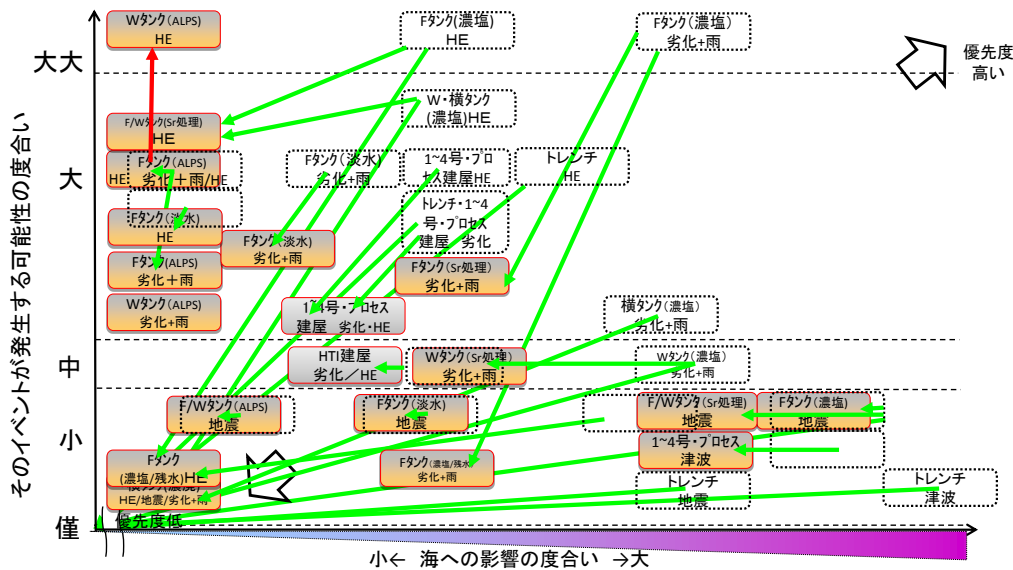 Wタンク(ALPS)
HE
Fタンク(濃塩)
HE
Fタンク(濃塩)
劣化+雨
優先度
高い
大大
W・横タンク
(濃塩)HE
F/Wタンク(Sr処理)
HE
Fタンク(ALPS)
劣化+雨/HE
HE
Fタンク(淡水)
劣化+雨
1~4号・プロ
セス建屋HE
トレンチ
HE
大
トレンチ・1~4
号・プロセス
建屋 劣化
Fタンク(淡水)
HE
Fタンク(淡水)
劣化+雨
Fタンク(ALPS)
劣化+雨
Fタンク(Sr処理)
劣化+雨
Wタンク(ALPS)
劣化+雨
1~4号・プロセス
建屋 劣化・HE
横タンク(濃塩)
劣化+雨
中
HTI建屋
劣化/HE
Wタンク(Sr処理)
劣化+雨
Wタンク(濃塩)
劣化+雨
小
F/Wタンク(ALPS)
地震
Fタンク(淡水)
地震
F/Wタンク(Sr処理)
地震
Fタンク(濃塩)
地震
1~4号・プロセス
津波
Fタンク
(濃塩/残水)HE
HE/地震/劣化+雨
Fタンク(濃塩/残水
劣化+雨
トレンチ
地震
トレンチ
津波
優先度低
僅
小← 海への影響の度合い →大
そのイベントが発生する可能性の度合い